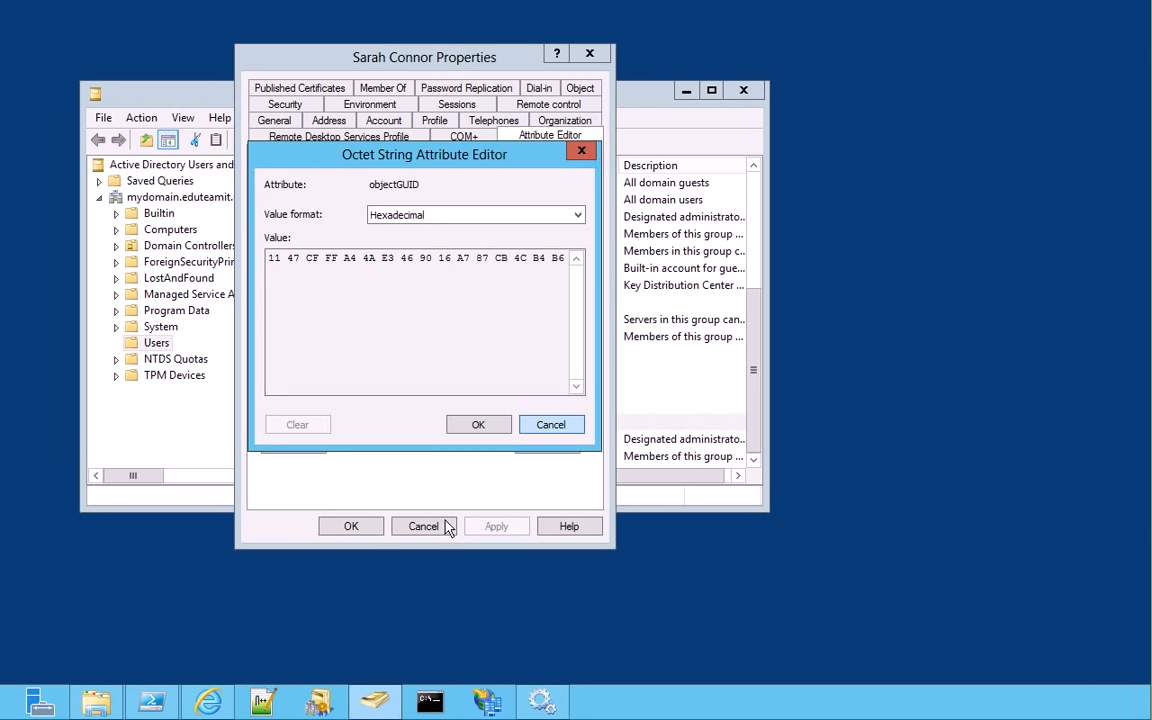 Sarah Connor Properties
? x
Published Certificates Member Of Password Replication Dial-in Object
Security Environment Sessions Remote control
General Address Account Profile Telephones Organization
Remote Desktop Services Profile COM+ Attribute Editor
File Action View Help
Active Directory Users and
Saved Queries
mydomain.eduteamit.
Builtin
Computers
Domain Controllers
ForeignSecurityPrin
LostAndFound
Managed Service A
Program Data
System
Users
NTDS Quotas
TPM Devices
Octet String Attribute Editor
Attribute: objectGUID
Value format: Hexadecimal
Value:
11 47 CF FF A4 4A E3 46 90 16 A7 87 CB 4C B4 B6
Clear OK Cancel
OK Cancel Apply Help
Description
All domain guests
All domain users
Designated administrato...
Members of this group ...
Members in this group c...
Built-in account for gue...
Key Distribution Center ...
Servers in this group can...
Members of this group ...
Designated administrato...
Members of this group ...